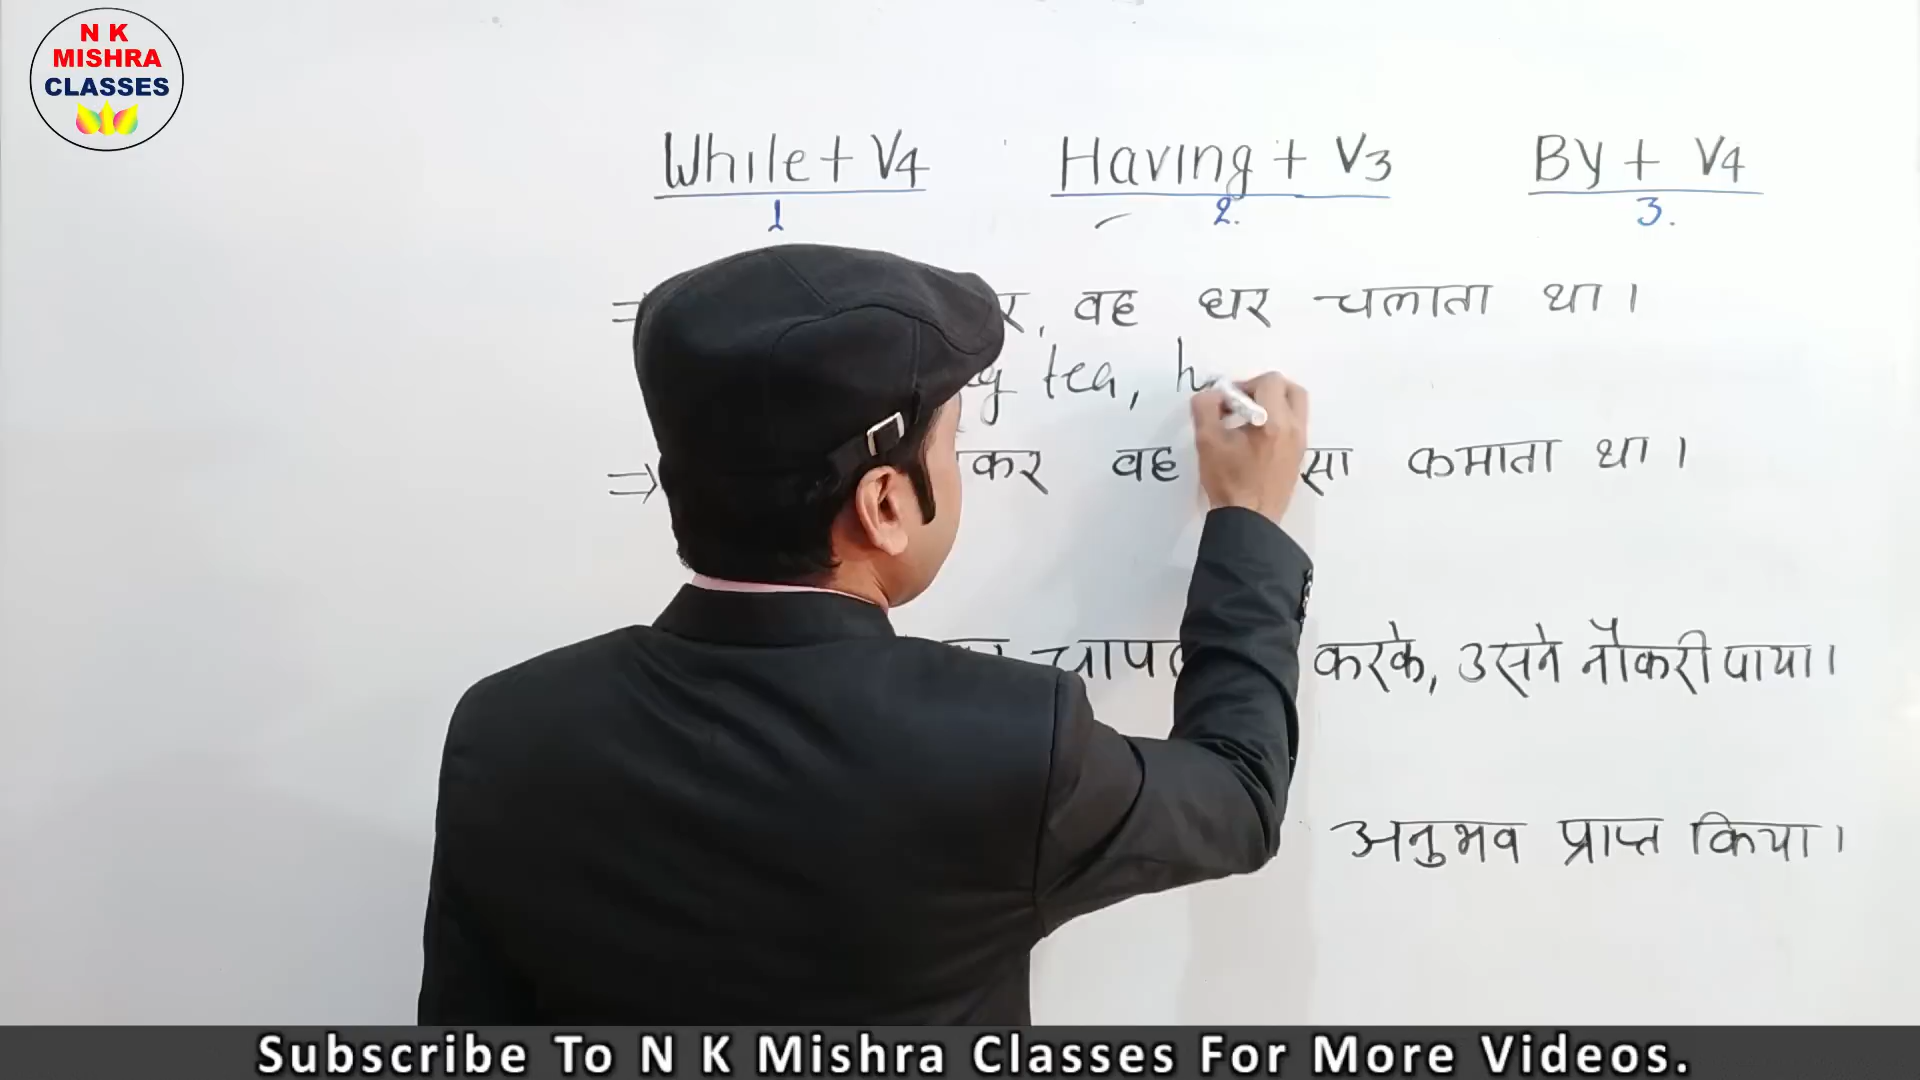 N K
MISHRA
CLASSES
While + V4 Having + V3 By + V4
1 2. 3.
⇒ वह घर चलाता था।
tea,
⇒ वह कमाता था।
करके, उसने नौकरी पाया।
अनुभव प्राप्त किया।
Subscribe To N K Mishra Classes For More Videos.